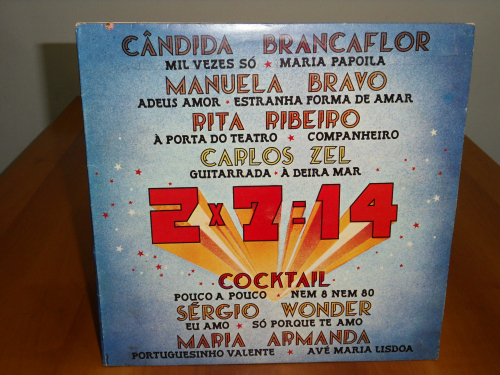 CÂNDIDA BRANCAFLOR
MIL VEZES SÓ ★ MARIA PAPOILA
MANUELA BRAVO
ADEUS AMOR • ESTRANHA FORMA DE AMAR
RITA RIBEIRO
À PORTA DO TEATRO ★ COMPANHEIRO
CARLOS ZEL
GUITARRADA • À DEIRA MAR
2x7=14
COCKTAIL
POUCO A POUCO ★ NEM 8 NEM 80
SÉRGIO WONDER
EU AMO • SÓ PORQUE TE AMO
MARIA ARMANDA
PORTUGUESINHO VALENTE • AVÉ MARIA LISDOA